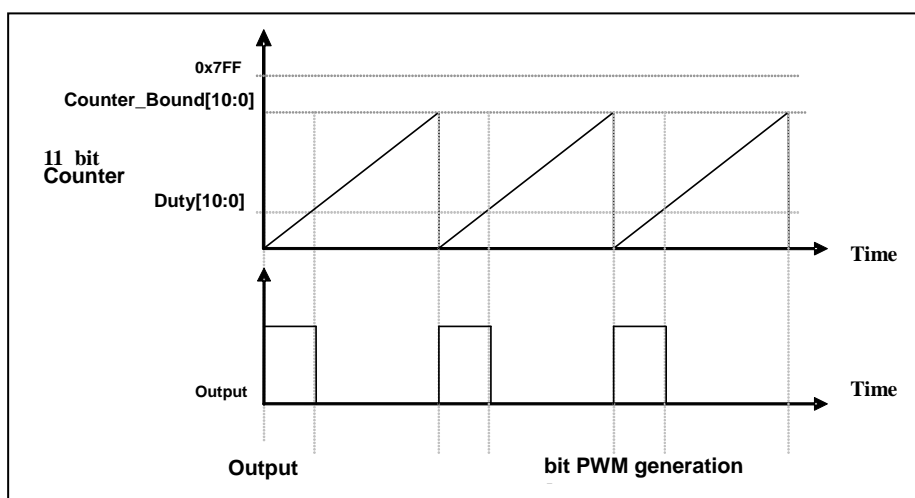 0x7FF
Counter_Bound[10:0]
11 bit
Counter
Duty[10:0]
Time
Output
Time
Output
bit PWM generation